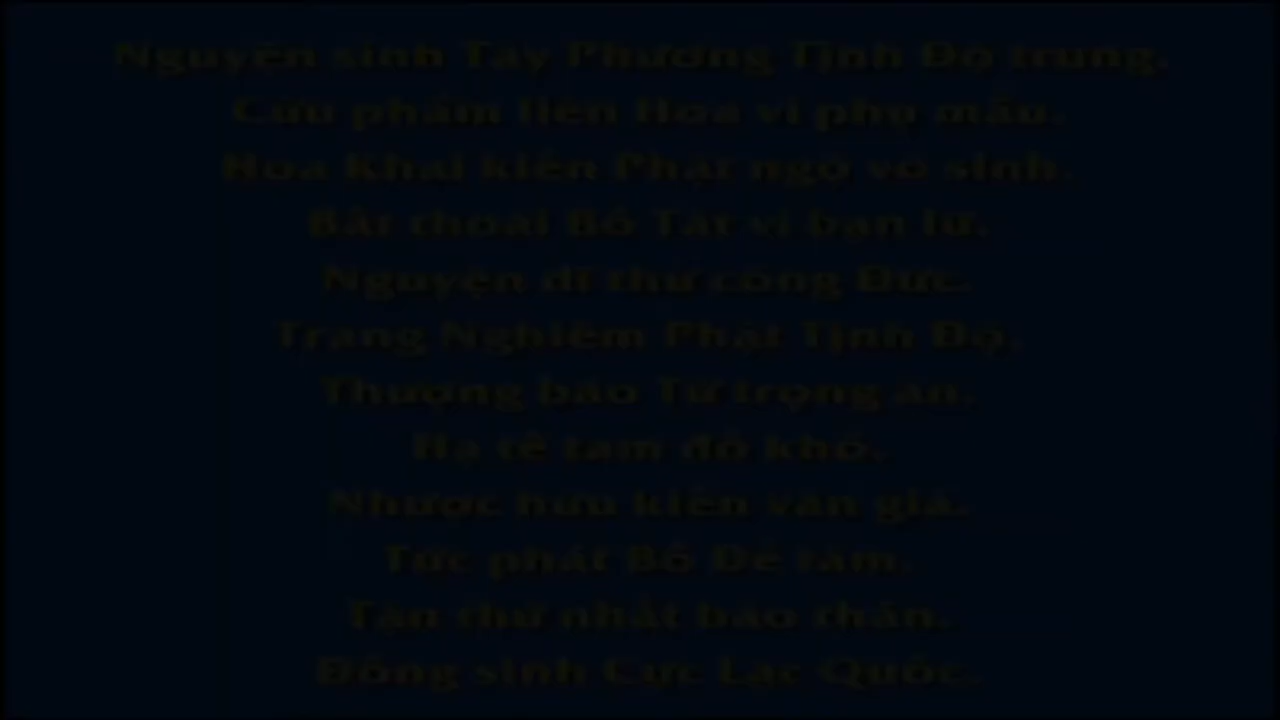 Nguyện sinh Tây Phương Tịnh Độ trung.
Cửu phẩm liên Hoa vi phụ mẫu.
Hoa Khai kiến Phật ngộ vô sinh.
Bất thoái Bồ Tát vi bạn lữ.
Nguyện dĩ thử công Đức.
Trang Nghiêm Phật Tịnh Độ.
Thượng báo Tứ trọng ân.
Hạ tế tam đồ khổ.
Nhược hữu kiến văn giả.
Tức phát Bồ Đề tâm.
Tận thử nhất báo thân.
Đồng sinh Cực Lạc Quốc.